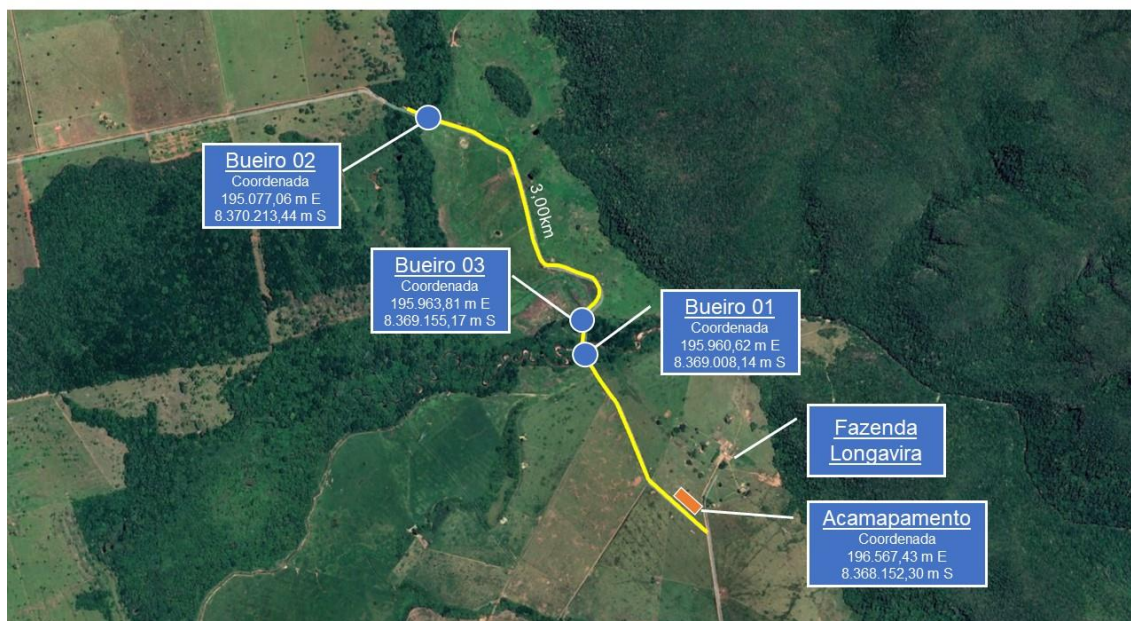 Bueiro 02
Coordenada
195.077,06 m E
8.370.213,44 m S
3,00km
Bueiro 03
Coordenada
195.963,81 m E
8.369.155,17 m S
Bueiro 01
Coordenada
195.960,62 m E
8.369.008,14 m S
Fazenda
Longavira
Acamapamento
Coordenada
196.567,43 m E
8.368.152,30 m S